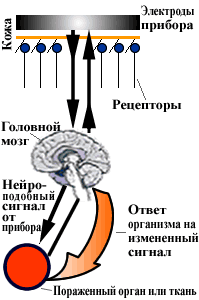 Электроды
прибора
Кожа
Рецепторы
Головной
мозг
Нейро-
подобный
сигнал
от
прибора
Ответ
организма на
измененный
сигнал
Пораженный орган или ткань